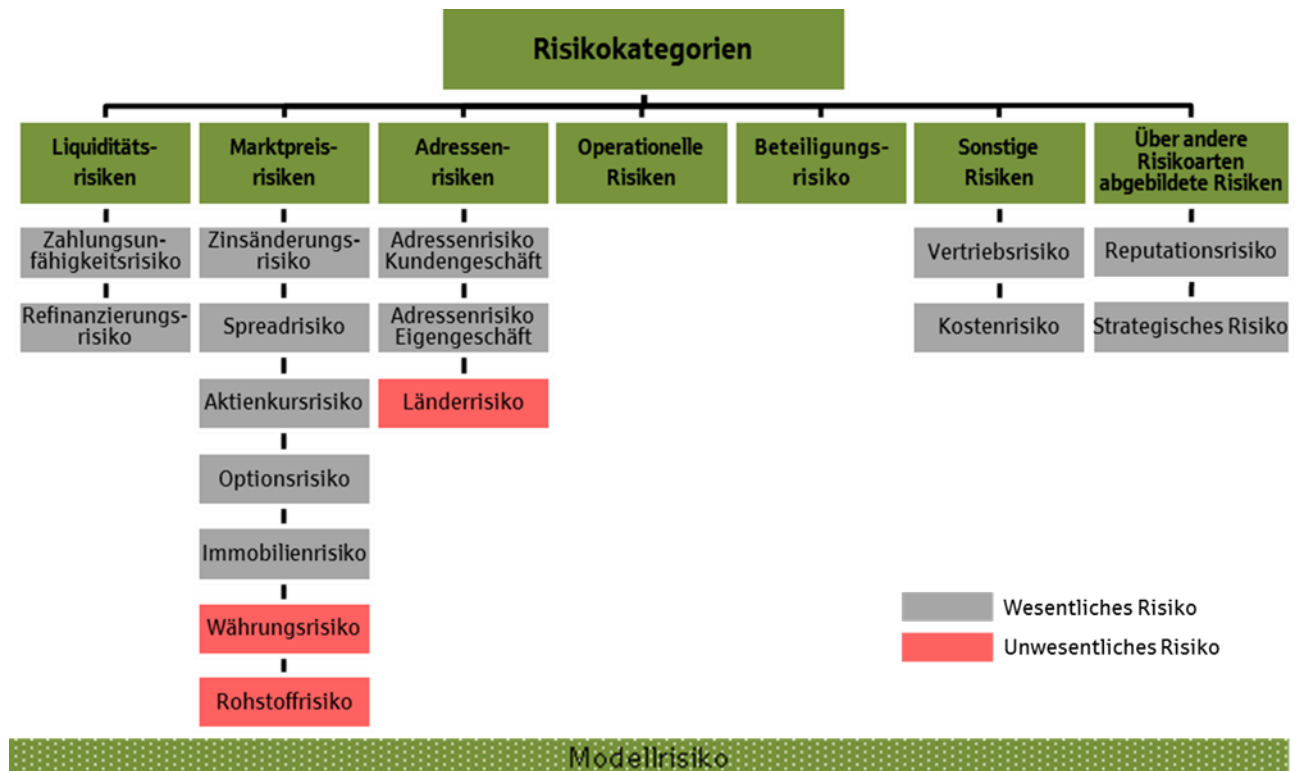 Risikokategorien
Liquiditäts-
risiken
Marktpreis-
risiken
Adressen-
risiken
Operationelle
Risiken
Beteiligungs-
risiko
Sonstige
Risiken
Über andere
Risikoarten
abgebildete Risiken
Zahlungsun-
fähigkeitsrisiko
Zinsänderungs-
risiko
Adressenrisiko
Kundengeschäft
Vertriebsrisiko
Reputationsrisiko
Refinanzierungs-
risiko
Spreadrisiko
Adressenrisiko
Eigengeschäft
Kostenrisiko
Strategisches Risiko
Aktienkursrisiko
Länderrisiko
Optionsrisiko
Immobilienrisiko
Währungsrisiko
Rohstoffrisiko
Wesentliches Risiko
Unwesentliches Risiko
Modellrisiko